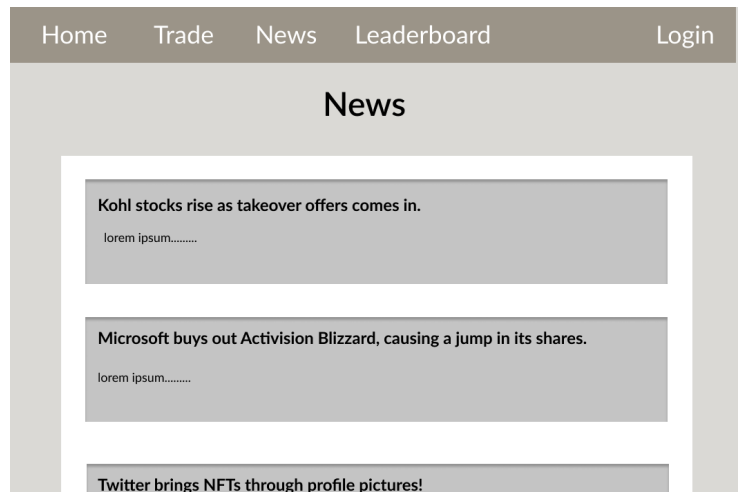 Home Trade News Leaderboard Login
News
Kohl stocks rise as takeover offers comes in.
lorem ipsum.........
Microsoft buys out Activision Blizzard, causing a jump in its shares.
lorem ipsum.........
Twitter brings NFTs through profile pictures!